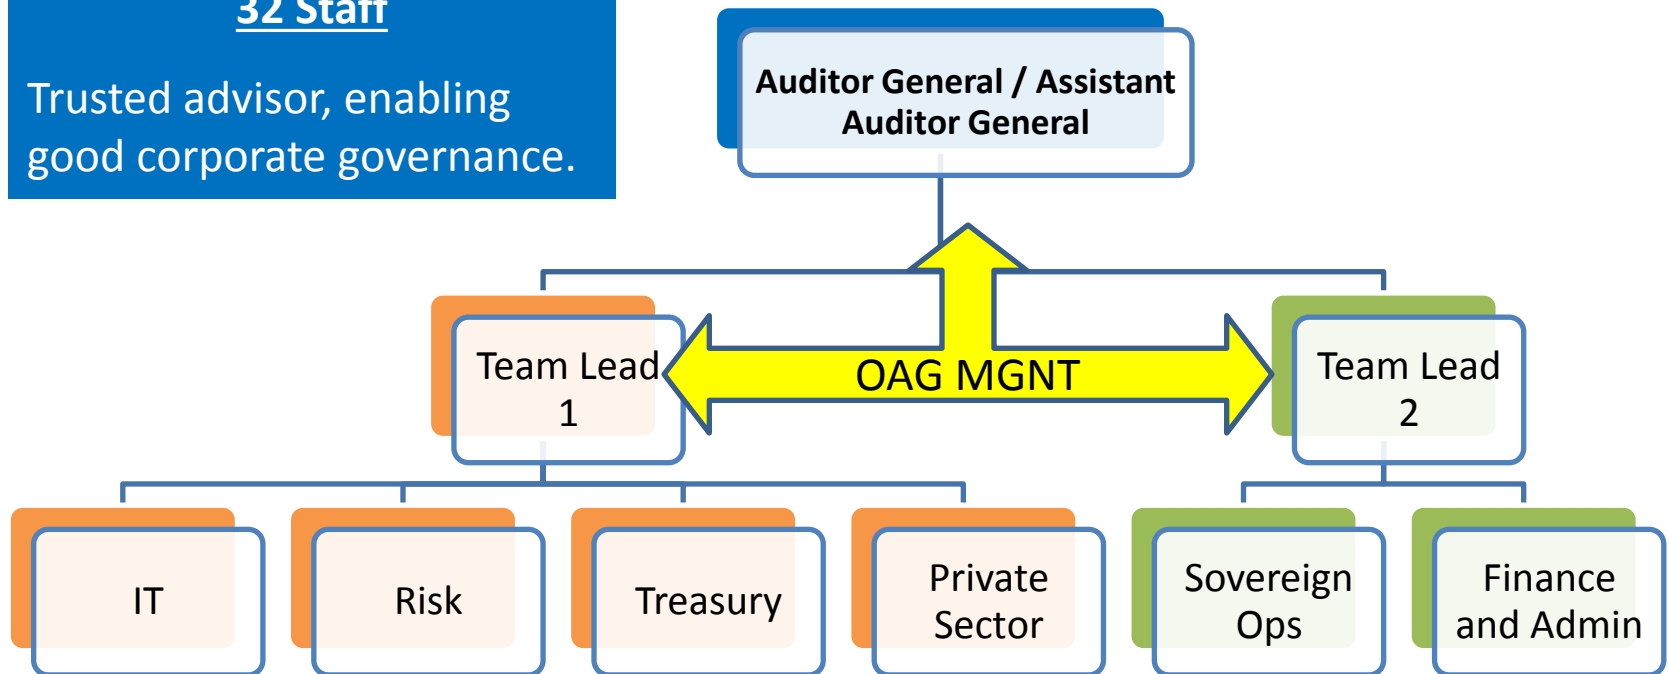 32 Staff
Trusted advisor, enabling
good corporate governance.
Auditor General / Assistant
Auditor General
Team Lead
1
OAG MGNT
Team Lead
2
IT
Risk
Treasury
Private
Sector
Sovereign
Ops
Finance
and Admin